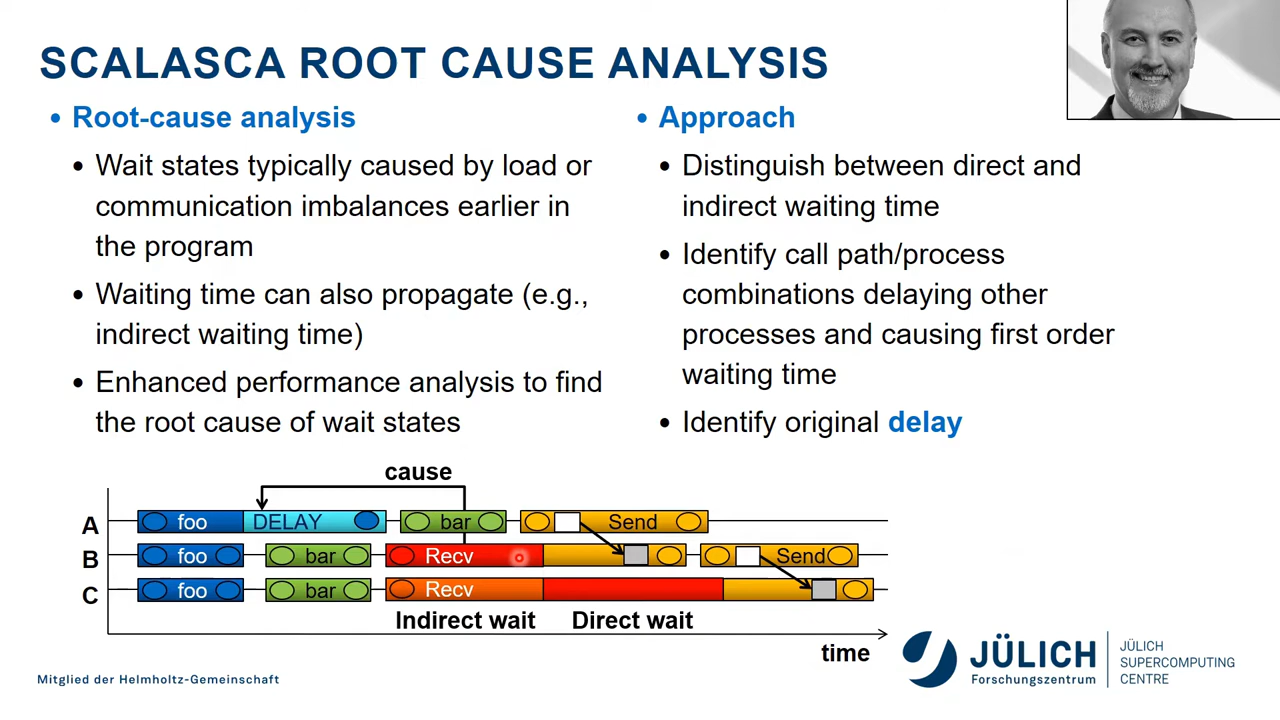 SCALASCA ROOT CAUSE ANALYSIS
• Root-cause analysis
• Wait states typically caused by load or
communication imbalances earlier in
the program
• Waiting time can also propagate (e.g.,
indirect waiting time)
• Enhanced performance analysis to find
the root cause of wait states
• Approach
• Distinguish between direct and
indirect waiting time
• Identify call path/process
combinations delaying other
processes and causing first order
waiting time
• Identify original delay
cause
A foo DELAY bar Send
B foo bar Recv Send
C foo bar Recv
Indirect wait Direct wait
time
JÜLICH
Forschungszentrum
JÜLICH
SUPERCOMPUTING
CENTRE
Mitglied der Helmholtz-Gemeinschaft